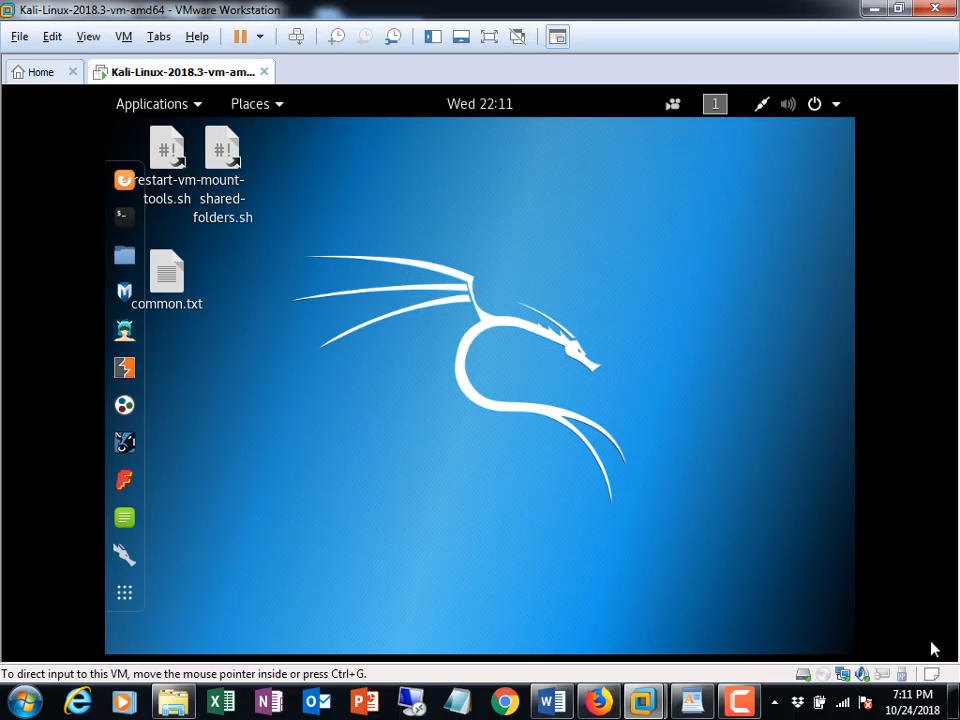 Kali-Linux-2018.3-vm-amd64 - VMware Workstation
File Edit View VM Tabs Help
Home Kali-Linux-2018.3-vm-am...
Applications Places Wed 22:11 1
#! #!
restart-vm-
tools.sh
mount-
shared-
folders.sh
common.txt
To direct input to this VM, move the mouse pointer inside or press Ctrl+G.
7:11 PM
10/24/2018